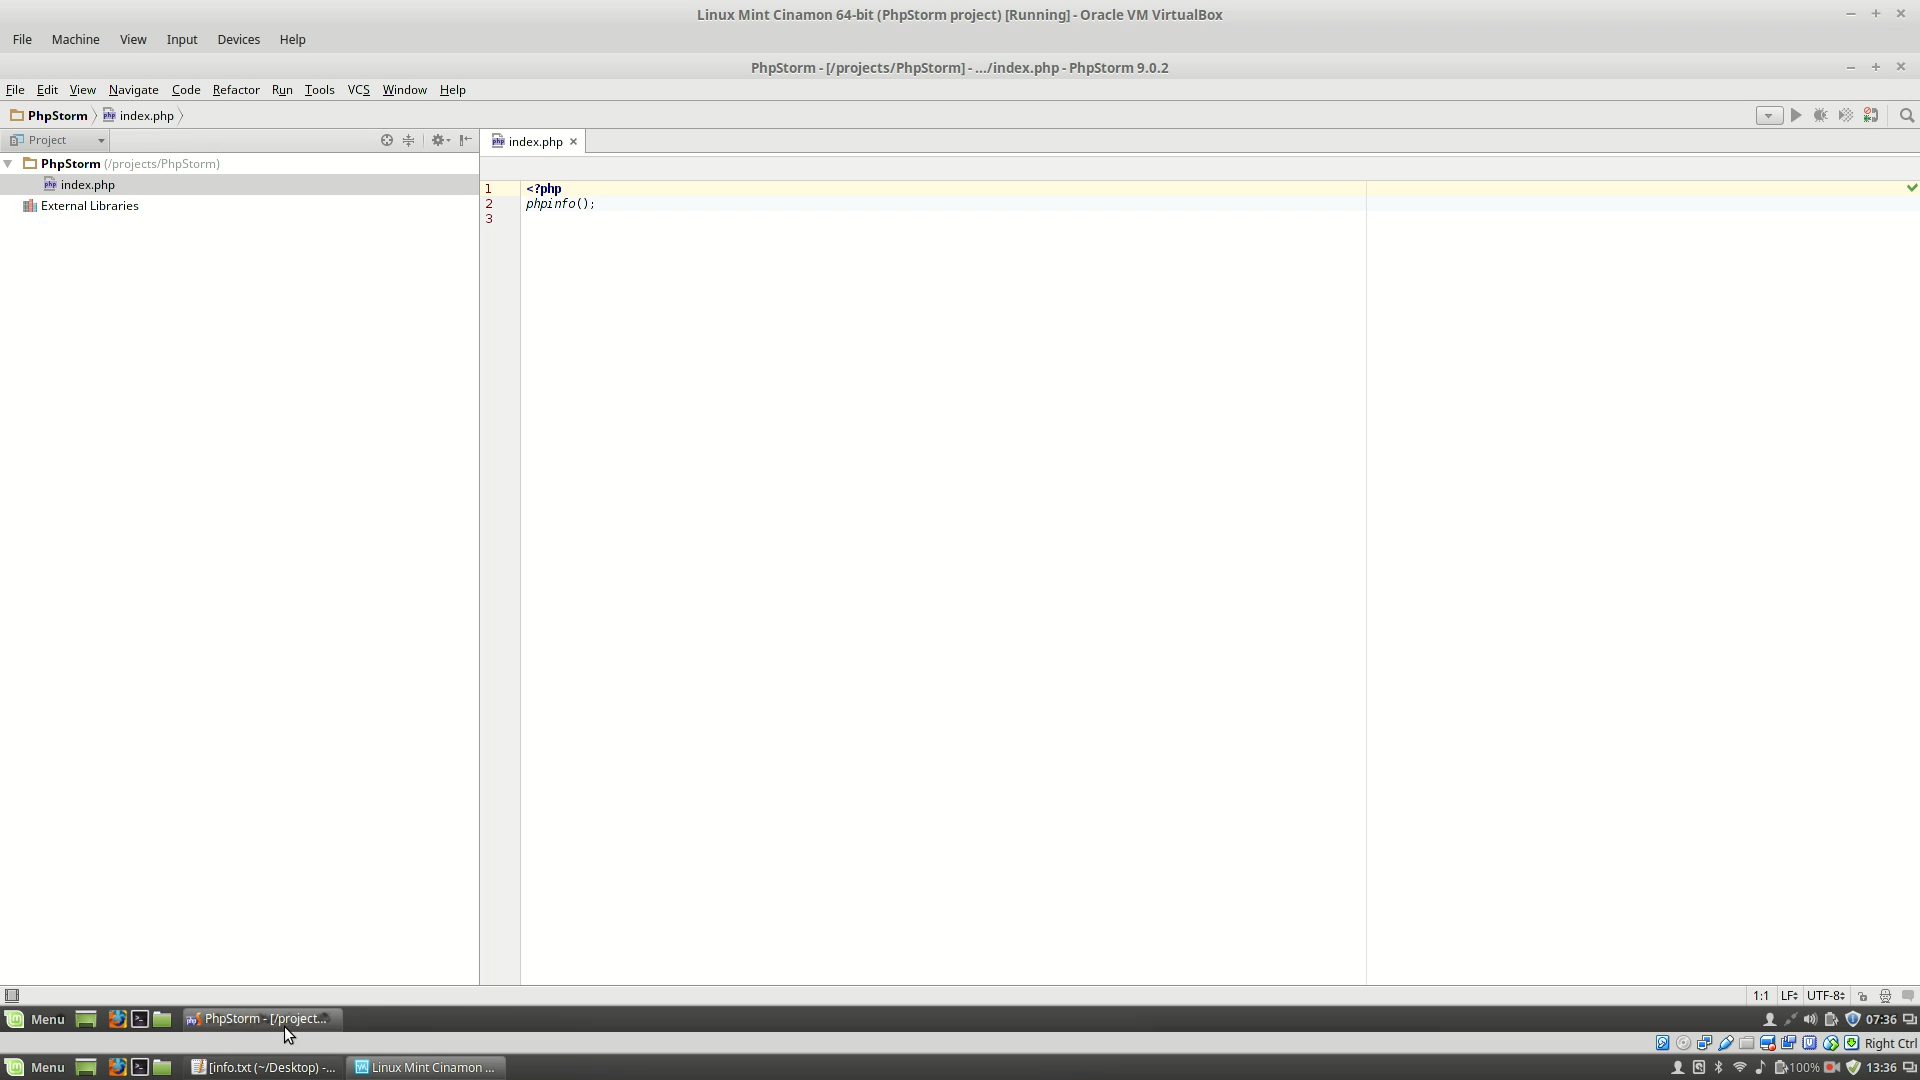 Linux Mint Cinamon 64-bit (PhpStorm project) [Running] - Oracle VM VirtualBox
File Machine View Input Devices Help
PhpStorm - [/projects/PhpStorm] - .../index.php - PhpStorm 9.0.2
File Edit View Navigate Code Refactor Run Tools VCS Window Help
PhpStorm index.php
Project
index.php
PhpStorm (/projects/PhpStorm)
index.php
External Libraries
1 <?php
2 phpinfo();
3
1:1 LF UTF-8
Menu PhpStorm - [/project... 07:36
Right Ctrl
Menu [info.txt (~/Desktop) -... Linux Mint Cinamon ... 100% 13:36